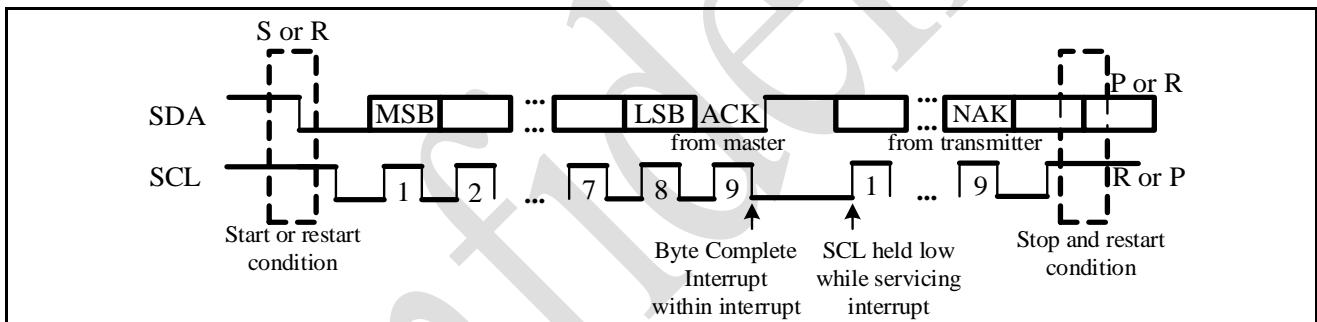 S or R
P or R
SDA MSB ... LSB ACK ... NAK
from master from transmitter
SCL 1 2 ... 7 8 9 1 ... 9 R or P
Start or restart
condition
Byte Complete
Interrupt
within interrupt
SCL held low
while servicing
interrupt
Stop and restart
condition